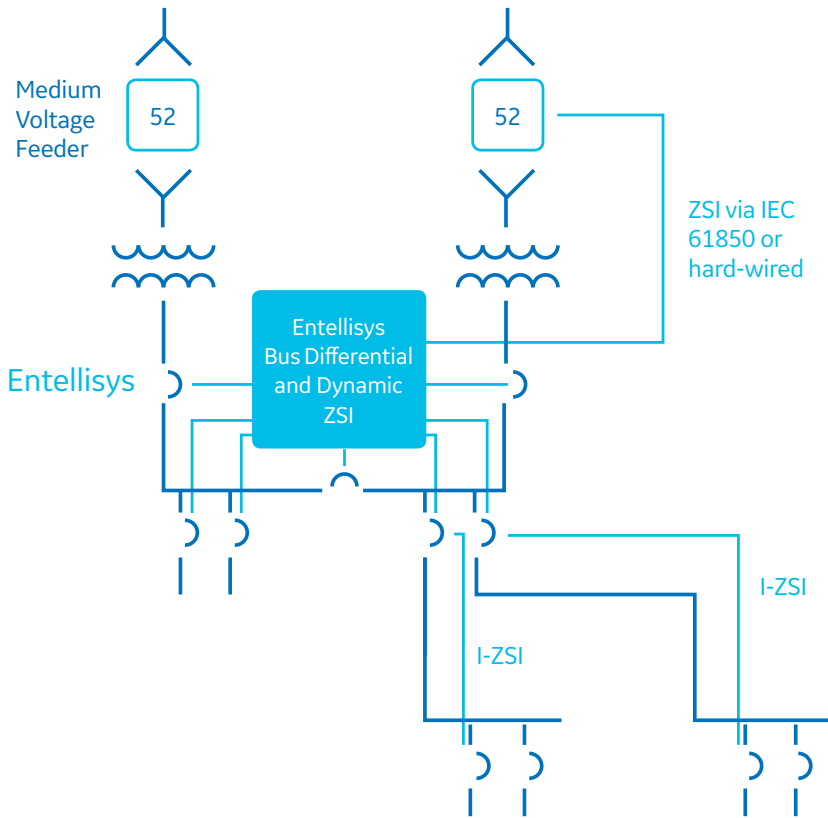 Medium
Voltage
Feeder
52
52
ZSI via IEC
61850 or
hard-wired
Entellisys
Bus Differential
and Dynamic
ZSI
Entellisys
I-ZSI
I-ZSI